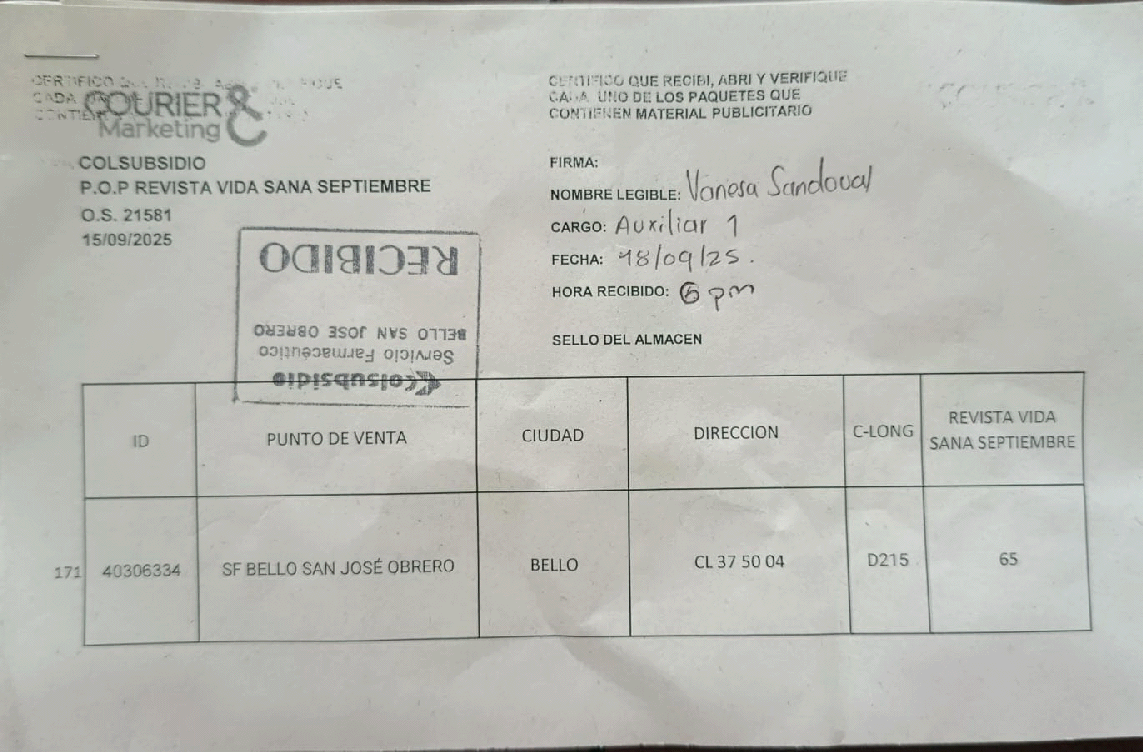 COURIER &
Marketing
COLSUBSIDIO
P.O.P REVISTA VIDA SANA SEPTIEMBRE
O.S. 21581
15/09/2025
CERTIFICO QUE RECIBI, ABRI Y VERIFIQUE
CADA UNO DE LOS PAQUETES QUE
CONTIENEN MATERIAL PUBLICITARIO
FIRMA:
NOMBRE LEGIBLE: Vanesa Sandoval
CARGO: Auxiliar 1
FECHA: 18/09/25.
HORA RECIBIDO: 6 pm
SELLO DEL ALMACEN
Colsubsidio
Servicio Farmacéutico
BELLO SAN JOSE OBRERO
RECIBIDO
ID PUNTO DE VENTA CIUDAD DIRECCION C-LONG REVISTA VIDA
SANA SEPTIEMBRE
171 40306334 SF BELLO SAN JOSÉ OBRERO BELLO CL 37 50 04 D215 65